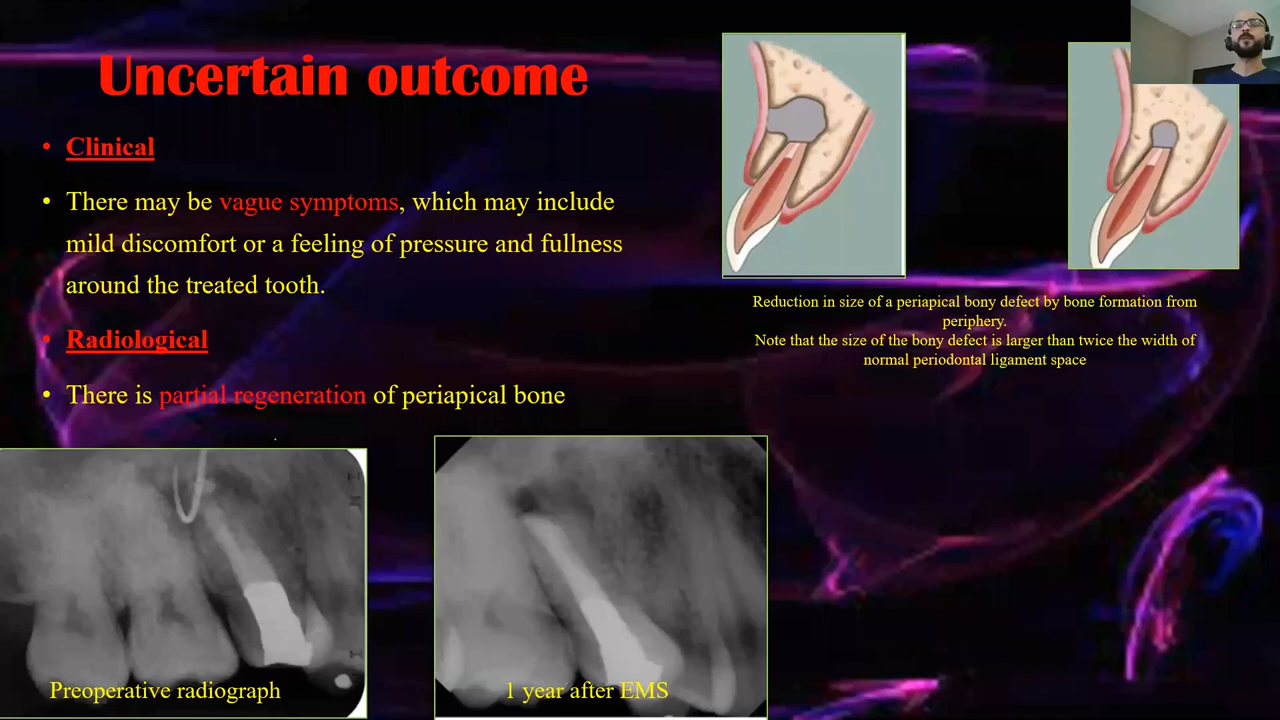 Uncertain outcome
• Clinical
• There may be vague symptoms, which may include
mild discomfort or a feeling of pressure and fullness
around the treated tooth.
• Radiological
• There is partial regeneration of periapical bone
Reduction in size of a periapical bony defect by bone formation from
periphery.
Note that the size of the bony defect is larger than twice the width of
normal periodontal ligament space
Preoperative radiograph
1 year after EMS